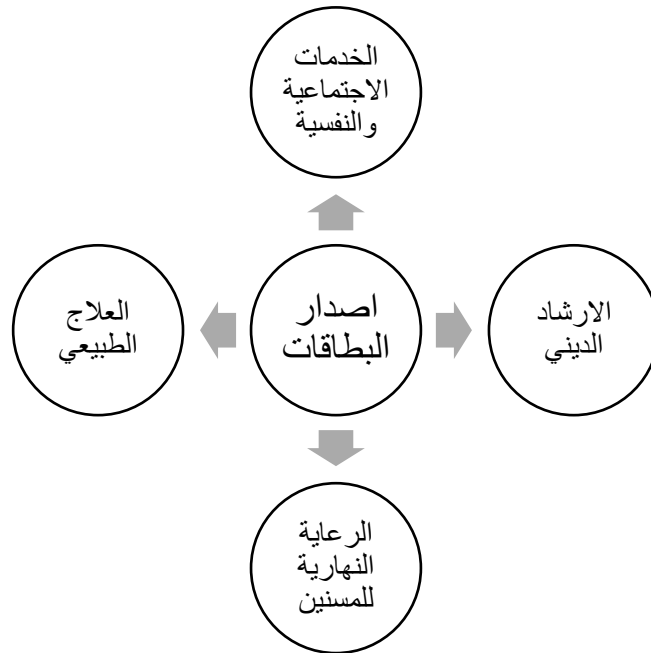 الخدمات
الاجتماعية
والنفسية
الارشاد
الديني
اصدار
البطاقات
العلاج
الطبيعي
الرعاية
النهارية
للمسنين